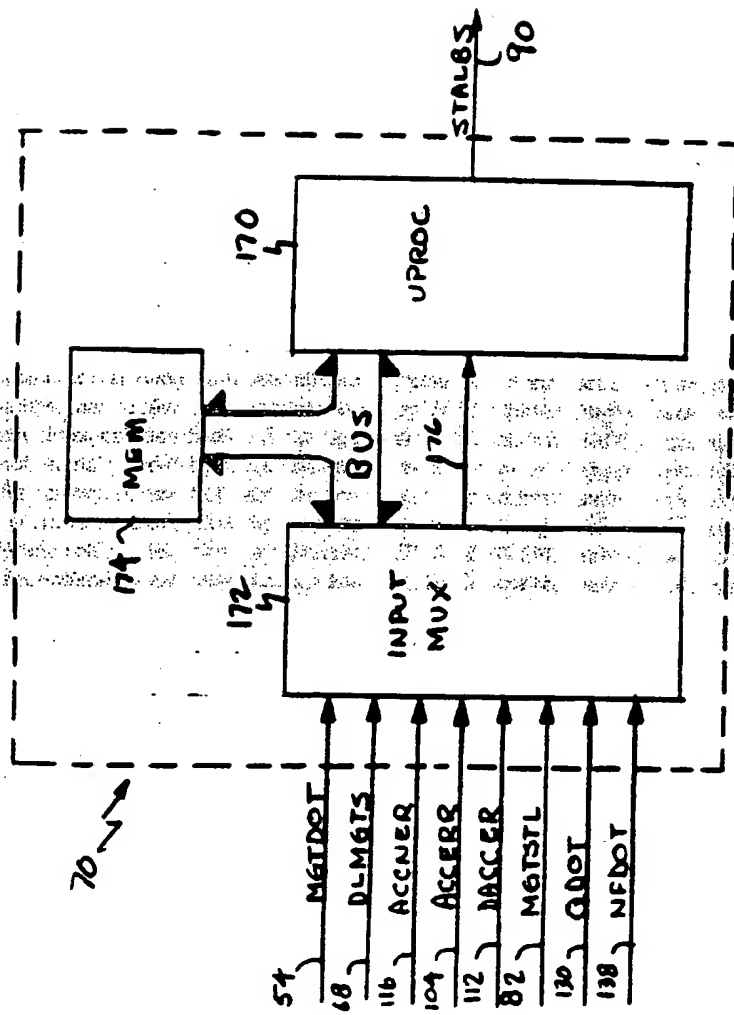 70
MEM
174
BUS
172
INPUT
MUX
170
UPROC
176
STALBS
90
54 MGTDOT
68 DLMGTS
116 ACCNER
104 ACCERR
112 DACCER
82 MGTSTL
130 QDOT
138 NFDOT